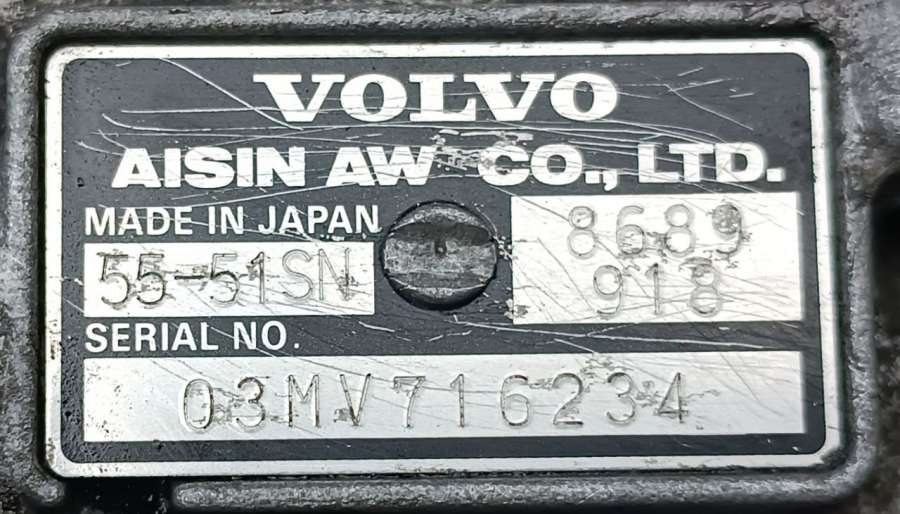 VOLVO
AISIN AW CO., LTD.
MADE IN JAPAN
8689
55-51SN
918
SERIAL NO.
03MV716234